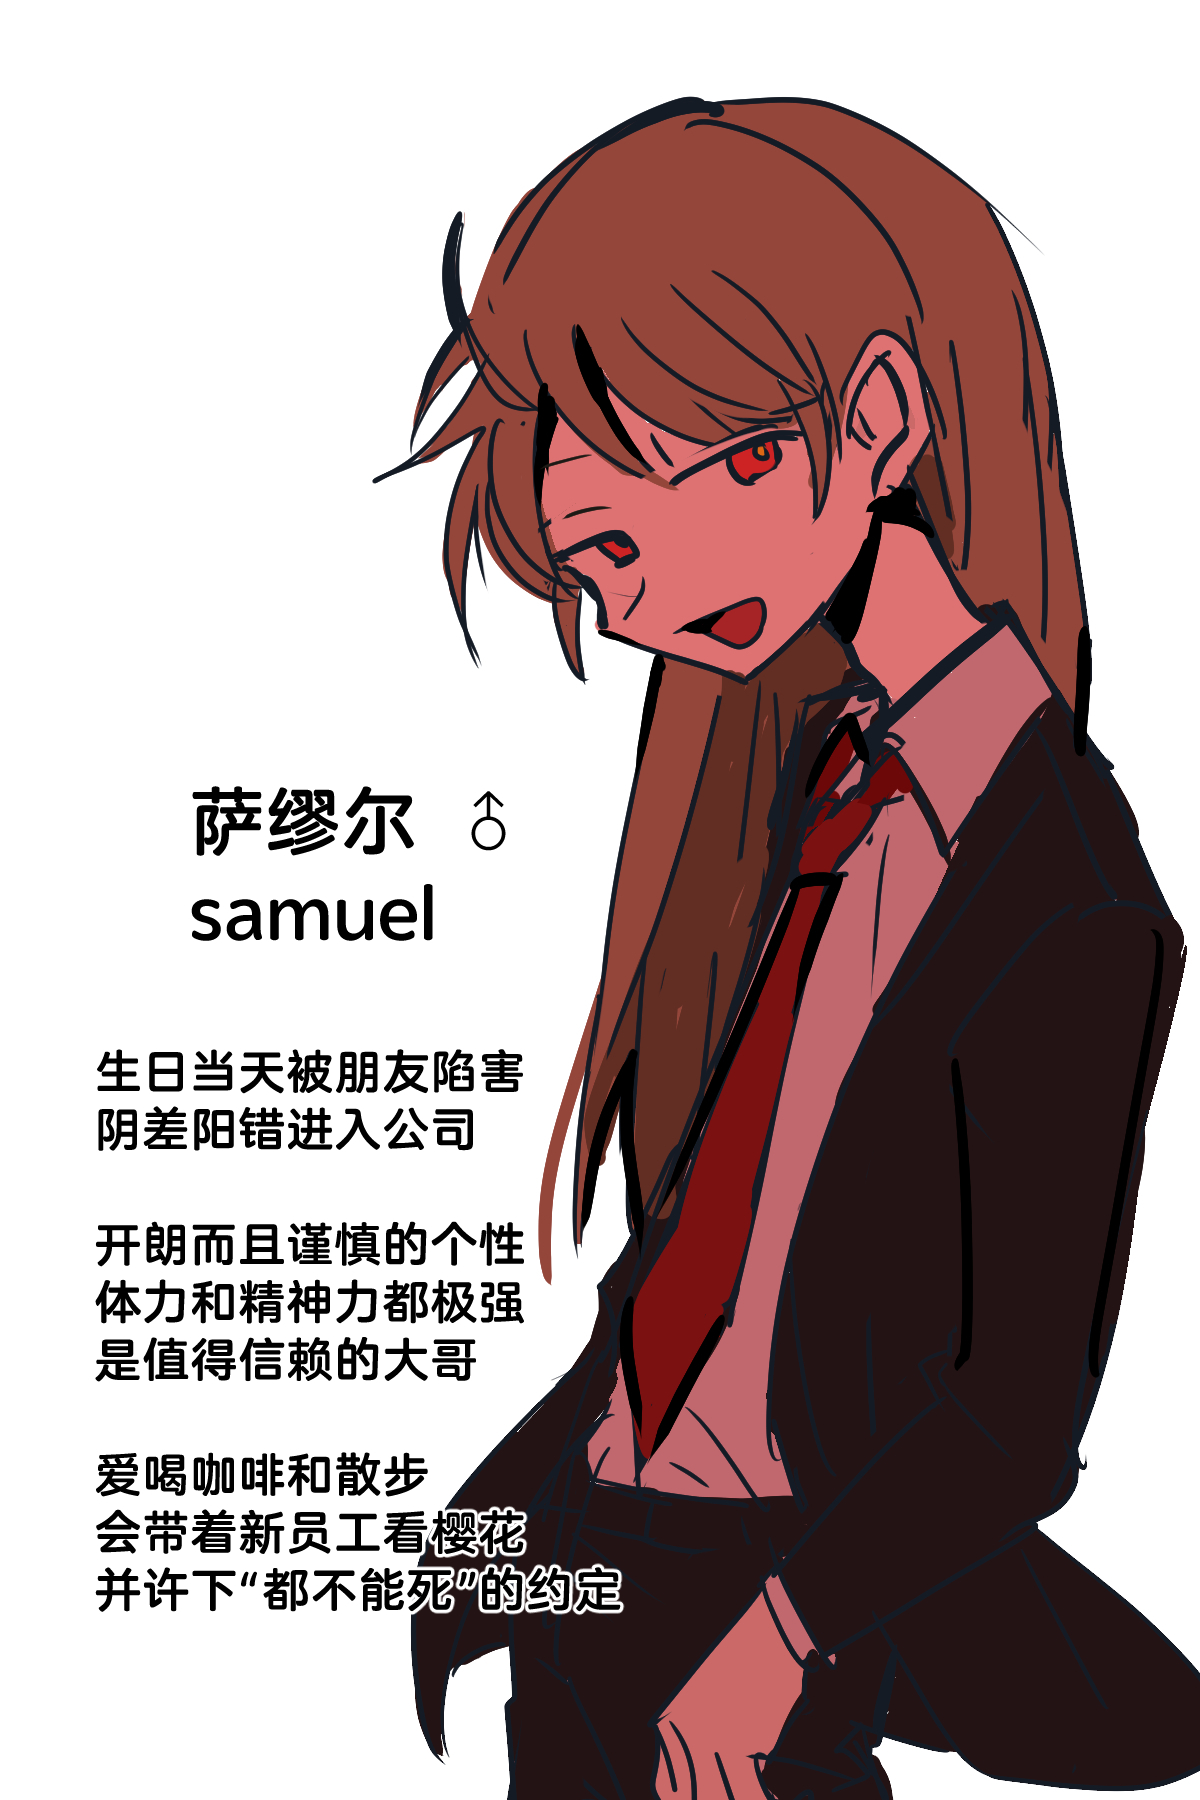 萨缪尔 ♂
samuel
生日当天被朋友陷害
阴差阳错进入公司
开朗而且谨慎的个性
体力和精神力都极强
是值得信赖的大哥
爱喝咖啡和散步
会带着新员工看樱花
并许下“都不能死”的约定